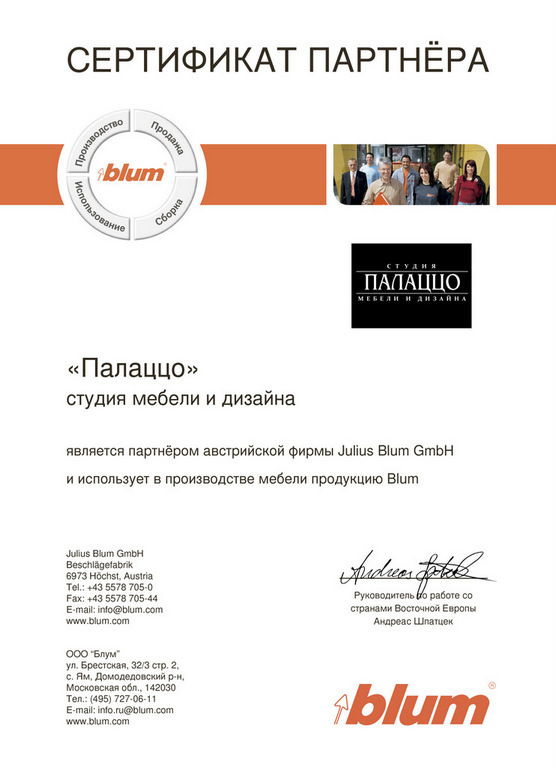 СЕРТИФИКАТ ПАРТНЁРА
Производство
Продажа
blum
Использование
Сборка
СТУДИЯ
ПАЛАЦЦО
МЕБЕЛИ И ДИЗАЙНА
«Палаццо»
студия мебели и дизайна
является партнёром австрийской фирмы Julius Blum GmbH
и использует в производстве мебели продукцию Blum
Julius Blum GmbH
Beschlägefabrik
6973 Höchst, Austria
Tel.: +43 5578 705-0
Fax: +43 5578 705-44
E-mail: info@blum.com
www.blum.com
Руководитель по работе со
странами Восточной Европы
Андреас Шпатцек
ООО “Блум”
ул. Брестская, 32/3 стр. 2,
с. Ям, Домодедовский р-н,
Московская обл., 142030
Тел.: (495) 727-06-11
E-mail: info.ru@blum.com
www.blum.com
blum®